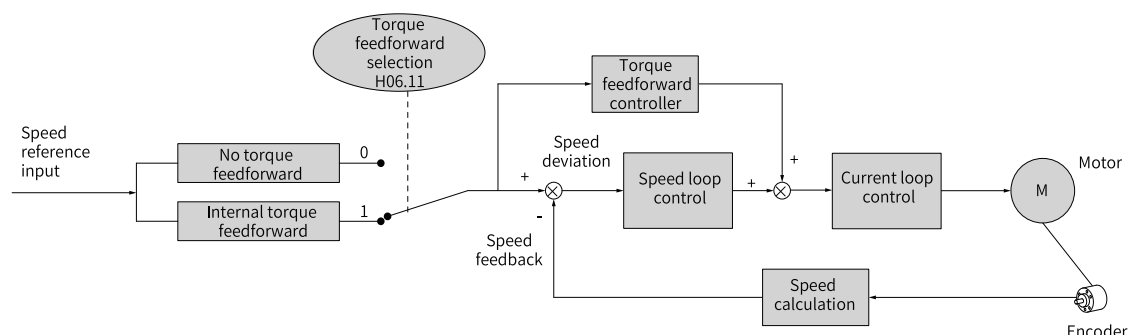 Torque
feedforward
selection
H06.11
Torque
feedforward
controller
Speed
reference
input
No torque
feedforward
0
Internal torque
feedforward
1
Speed
deviation
+
-
Speed
feedback
Speed loop
control
+
+
Current loop
control
Motor
M
Speed
calculation
Encoder